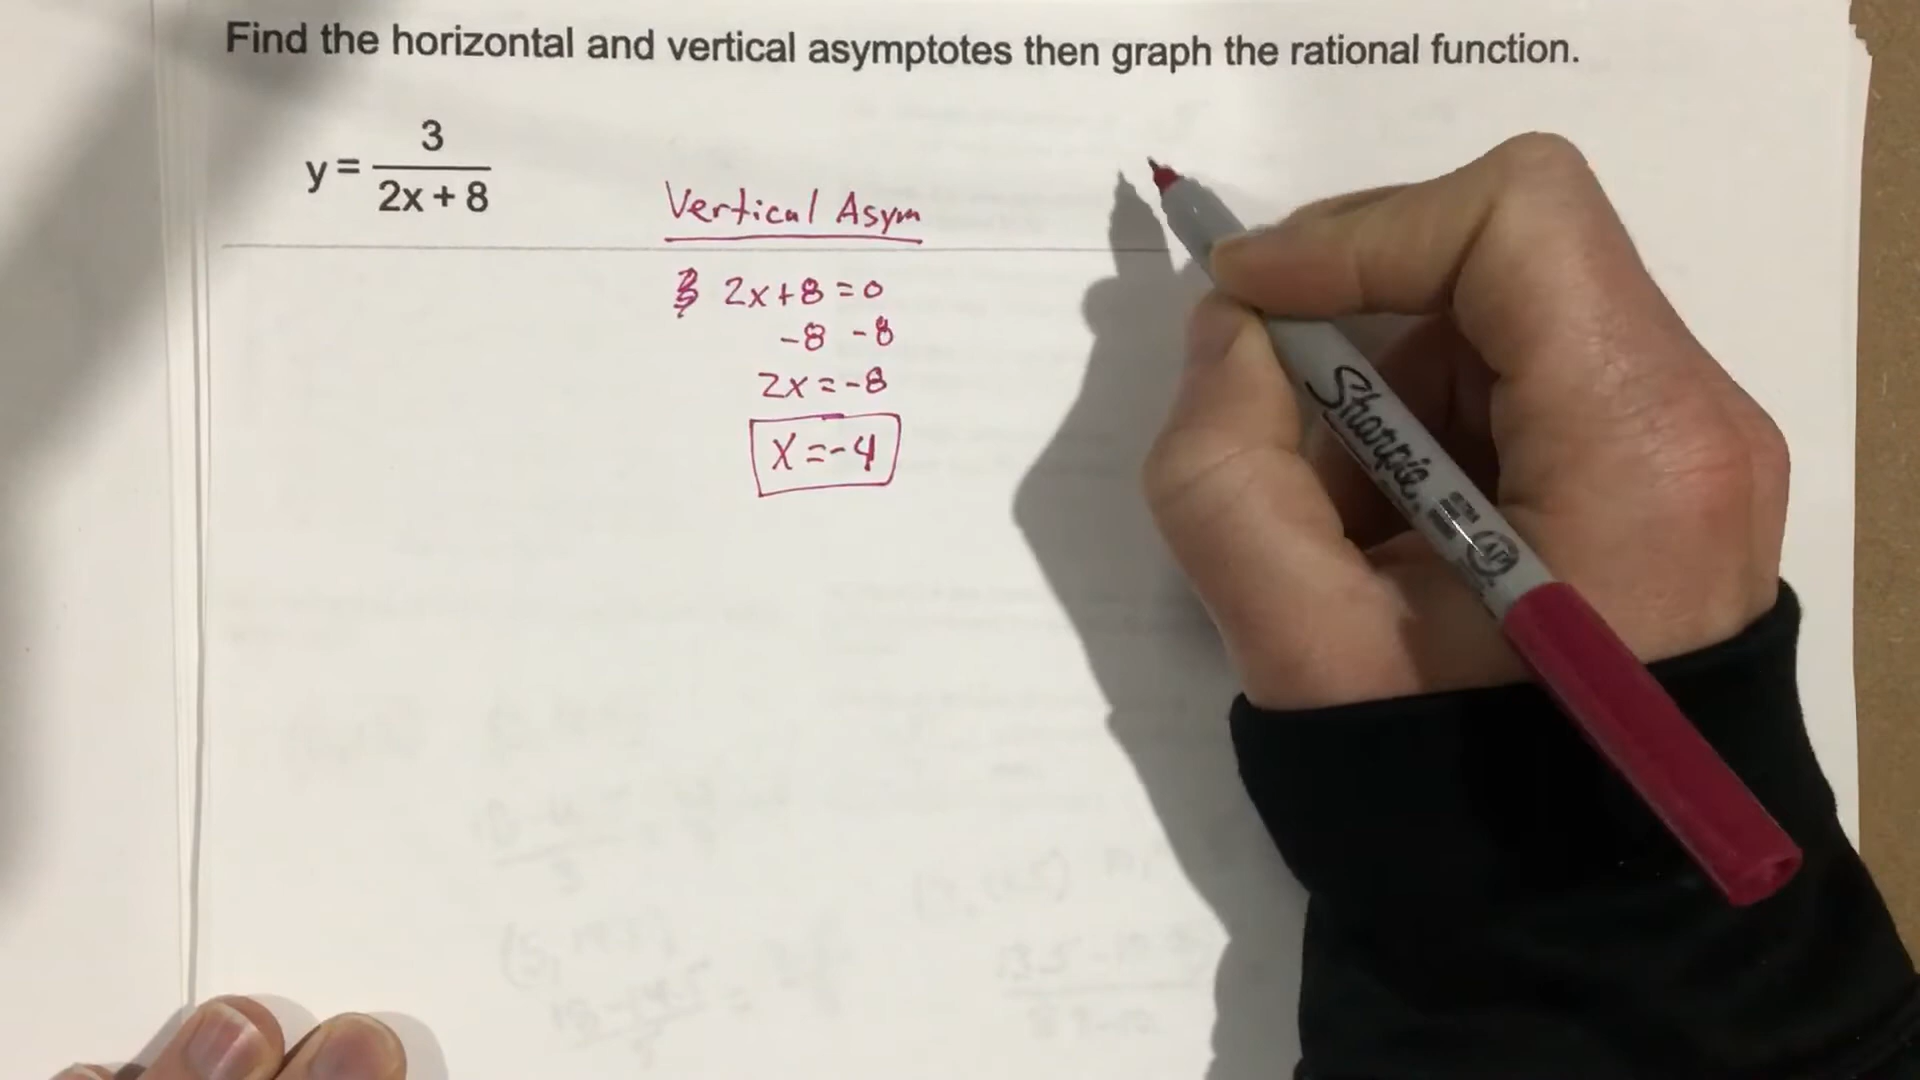 Find the horizontal and vertical asymptotes then graph the rational function.
y = 3 / (2x + 8)
Vertical Asym
2x+8=0
-8 -8
2x=-8
x=-4
Sharpie